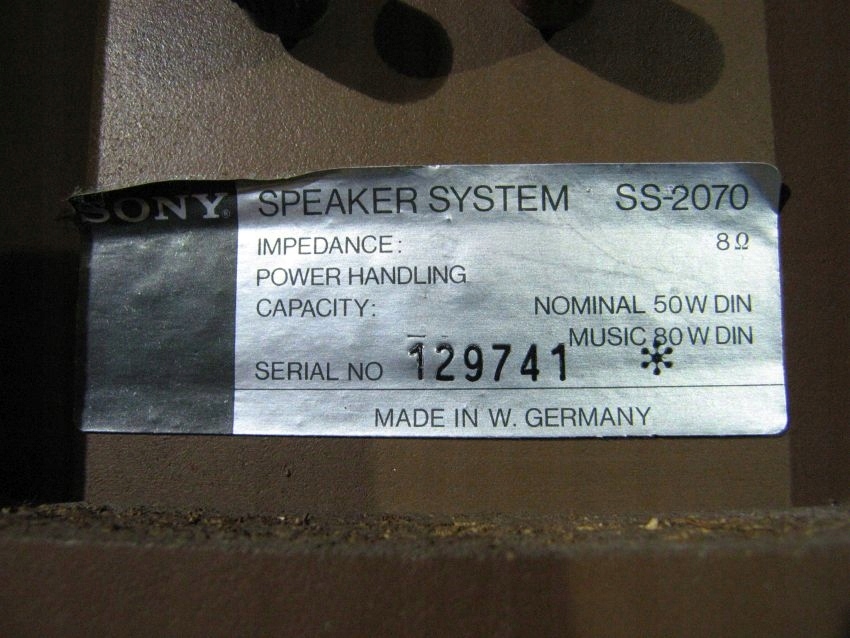 SONY® SPEAKER SYSTEM SS-2070
IMPEDANCE: 8Ω
POWER HANDLING
CAPACITY: NOMINAL 50W DIN
MUSIC 80W DIN
SERIAL NO 129741 *
MADE IN W. GERMANY